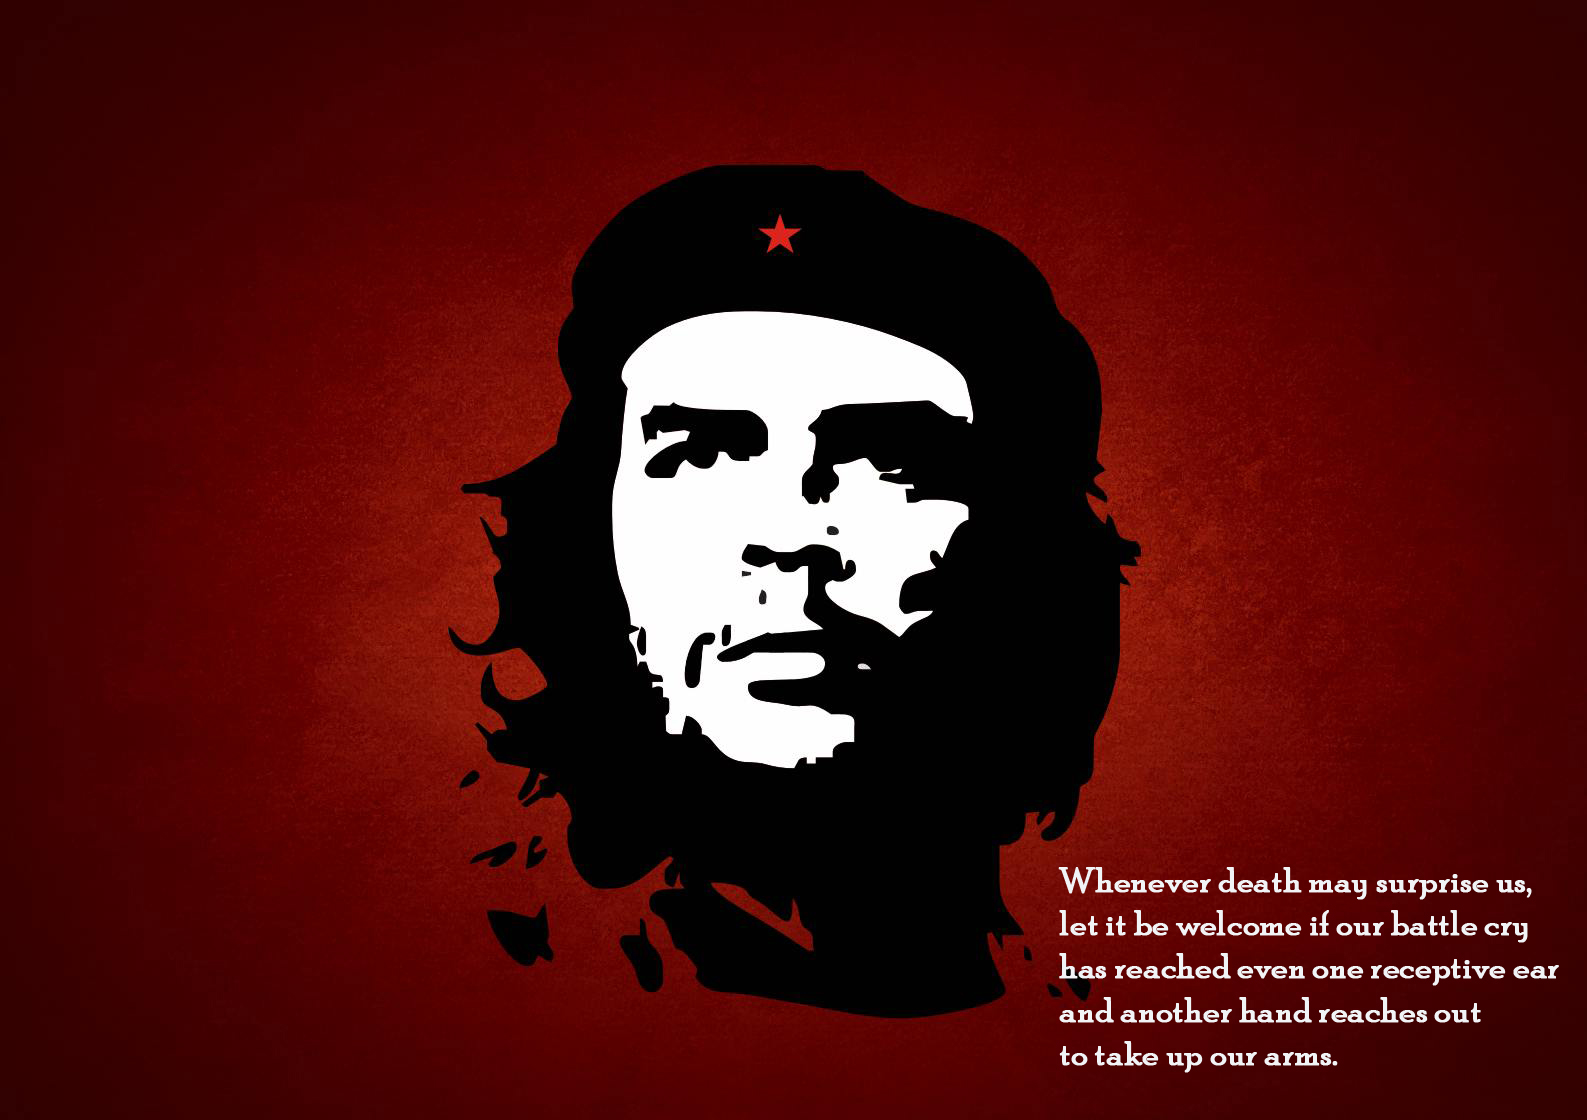 Whenever death may surprise us,
let it be welcome if our battle cry
has reached even one receptive ear
and another hand reaches out
to take up our arms.